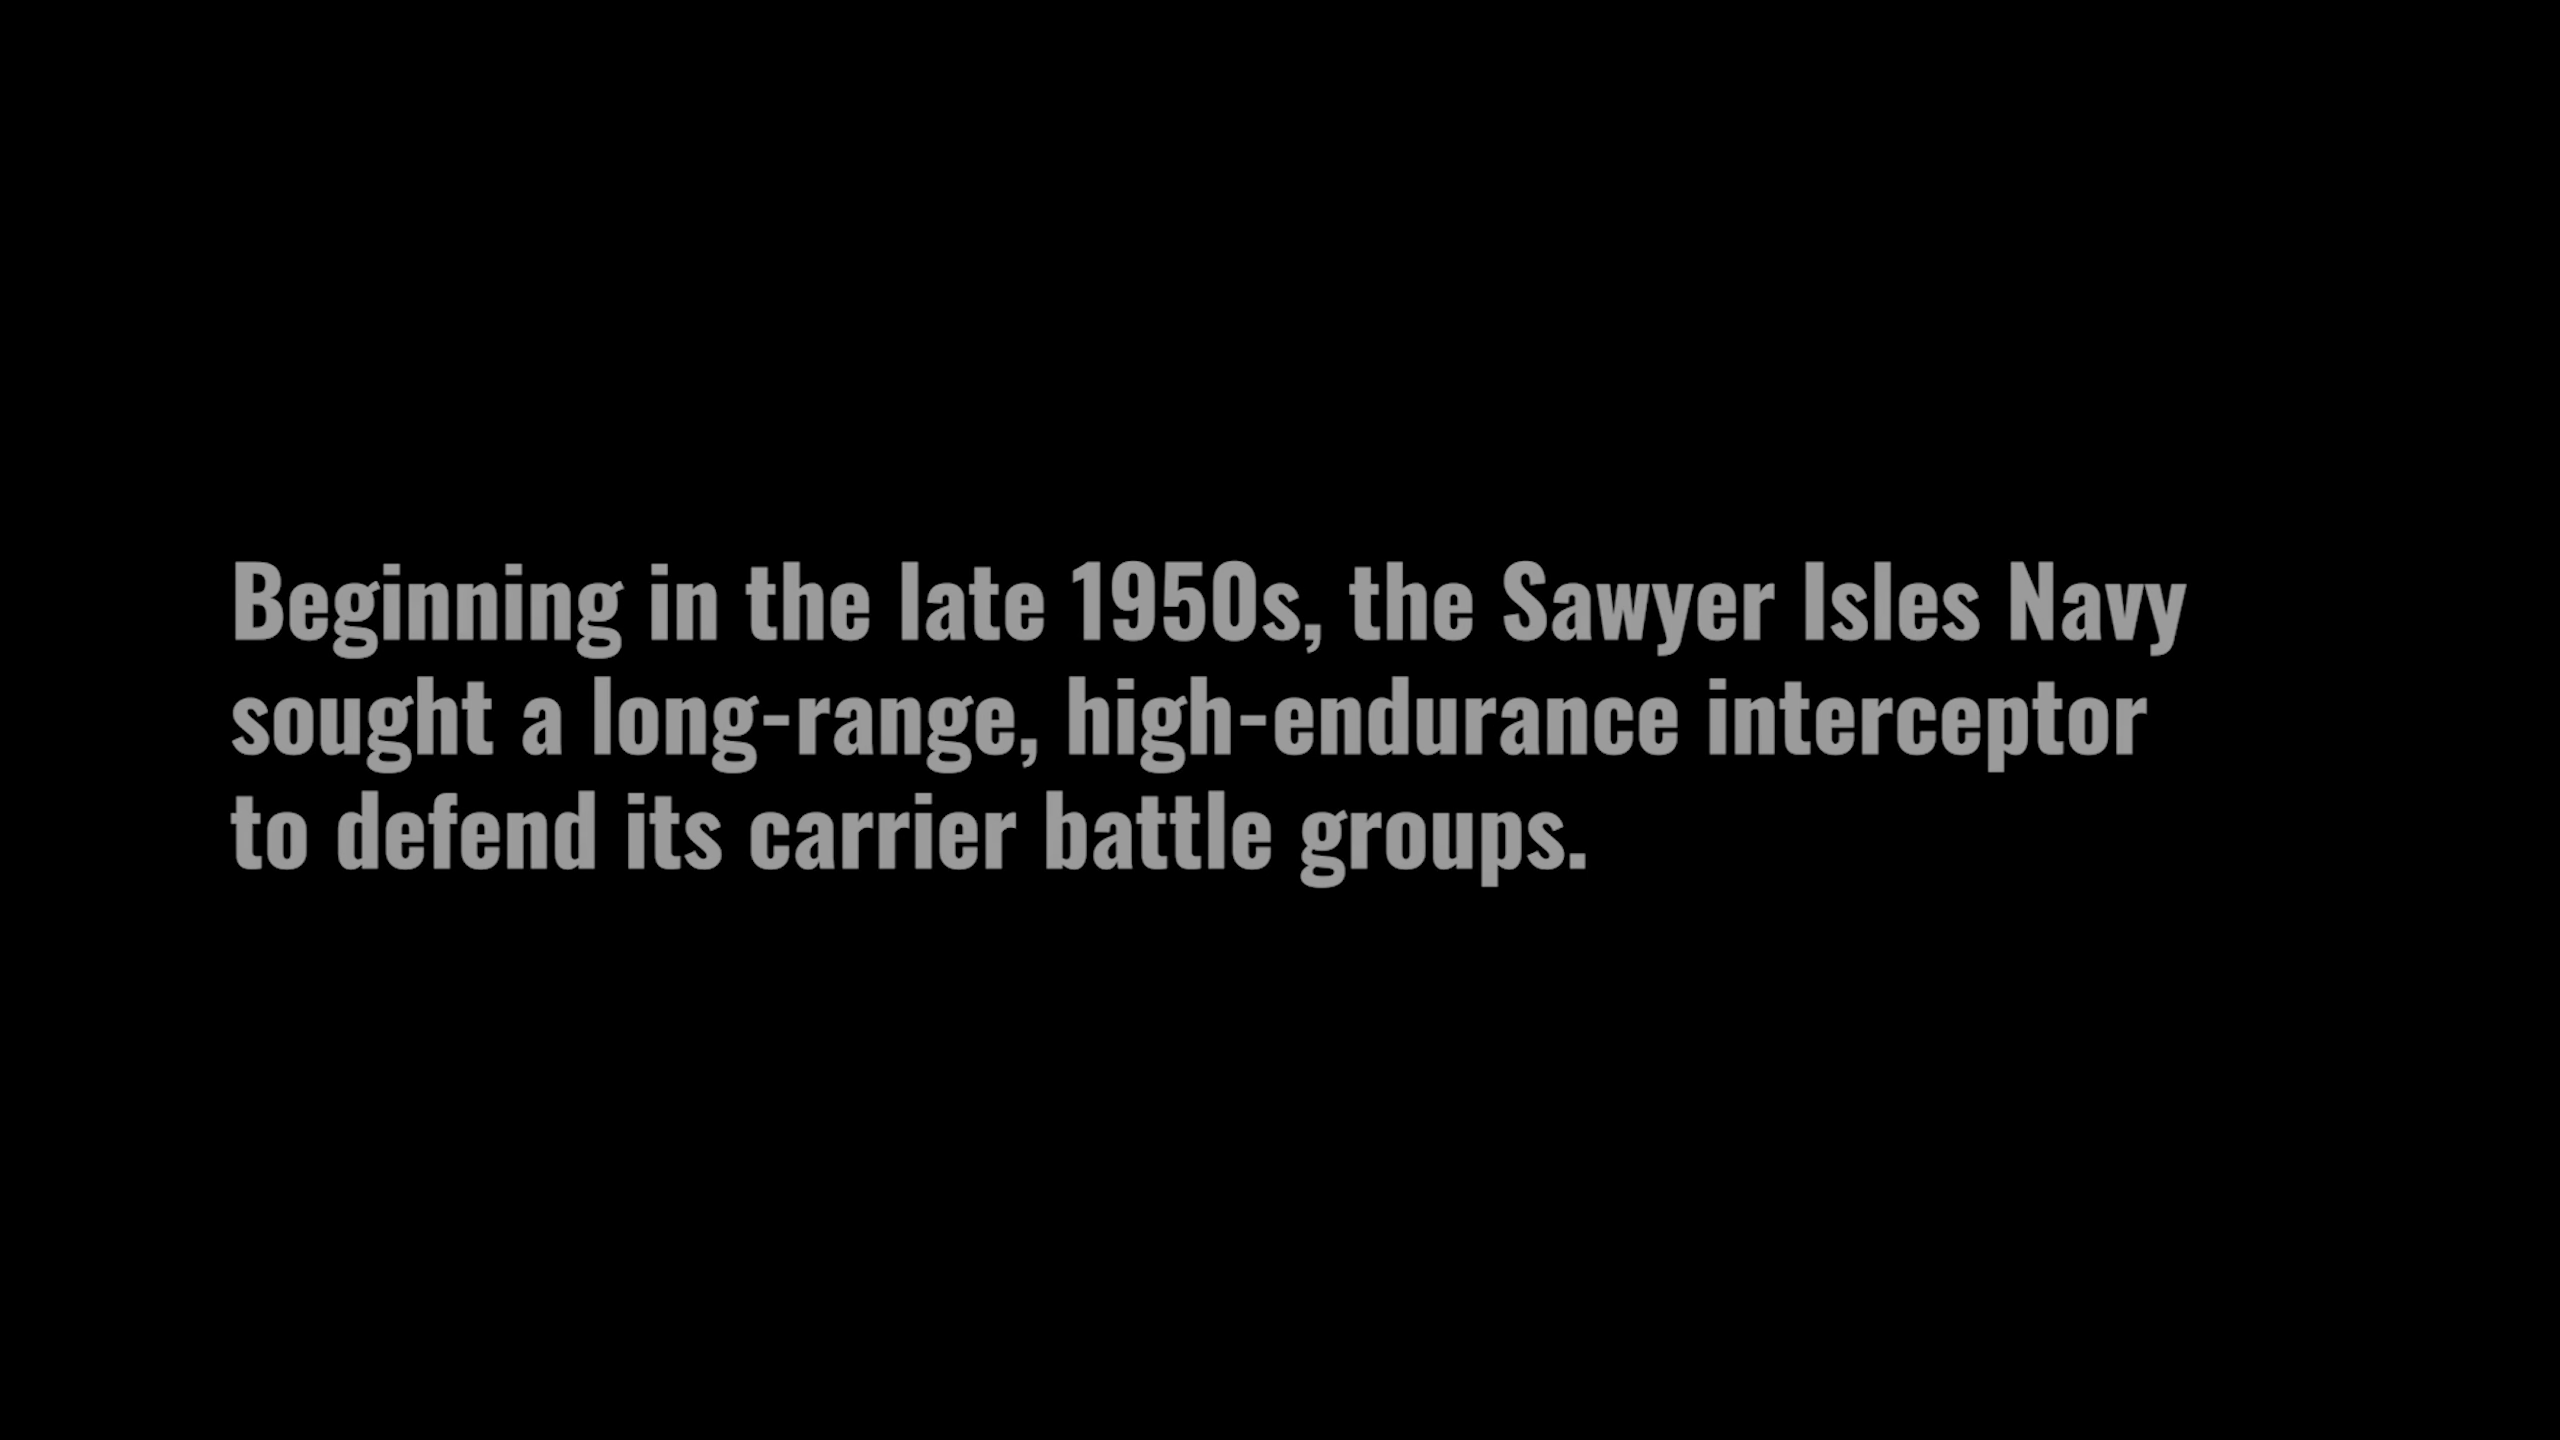 Beginning in the late 1950s, the Sawyer Isles Navy
sought a long-range, high-endurance interceptor
to defend its carrier battle groups.